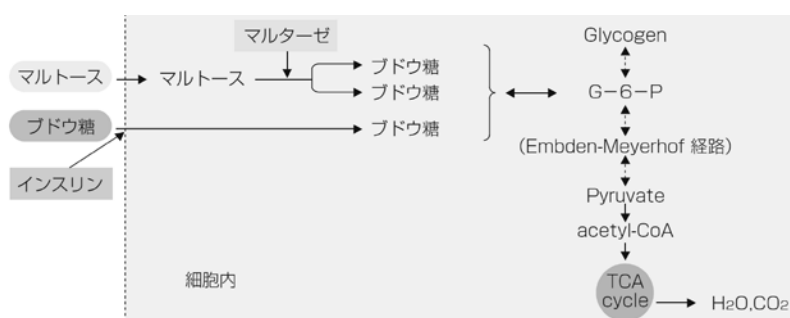 マルターゼ
マルトース
マルトース
ブドウ糖
ブドウ糖
ブドウ糖
ブドウ糖
インスリン
細胞内
Glycogen
G-6-P
(Embden-Meyerhof 経路)
Pyruvate
acetyl-CoA
TCA
cycle
H2O,CO2